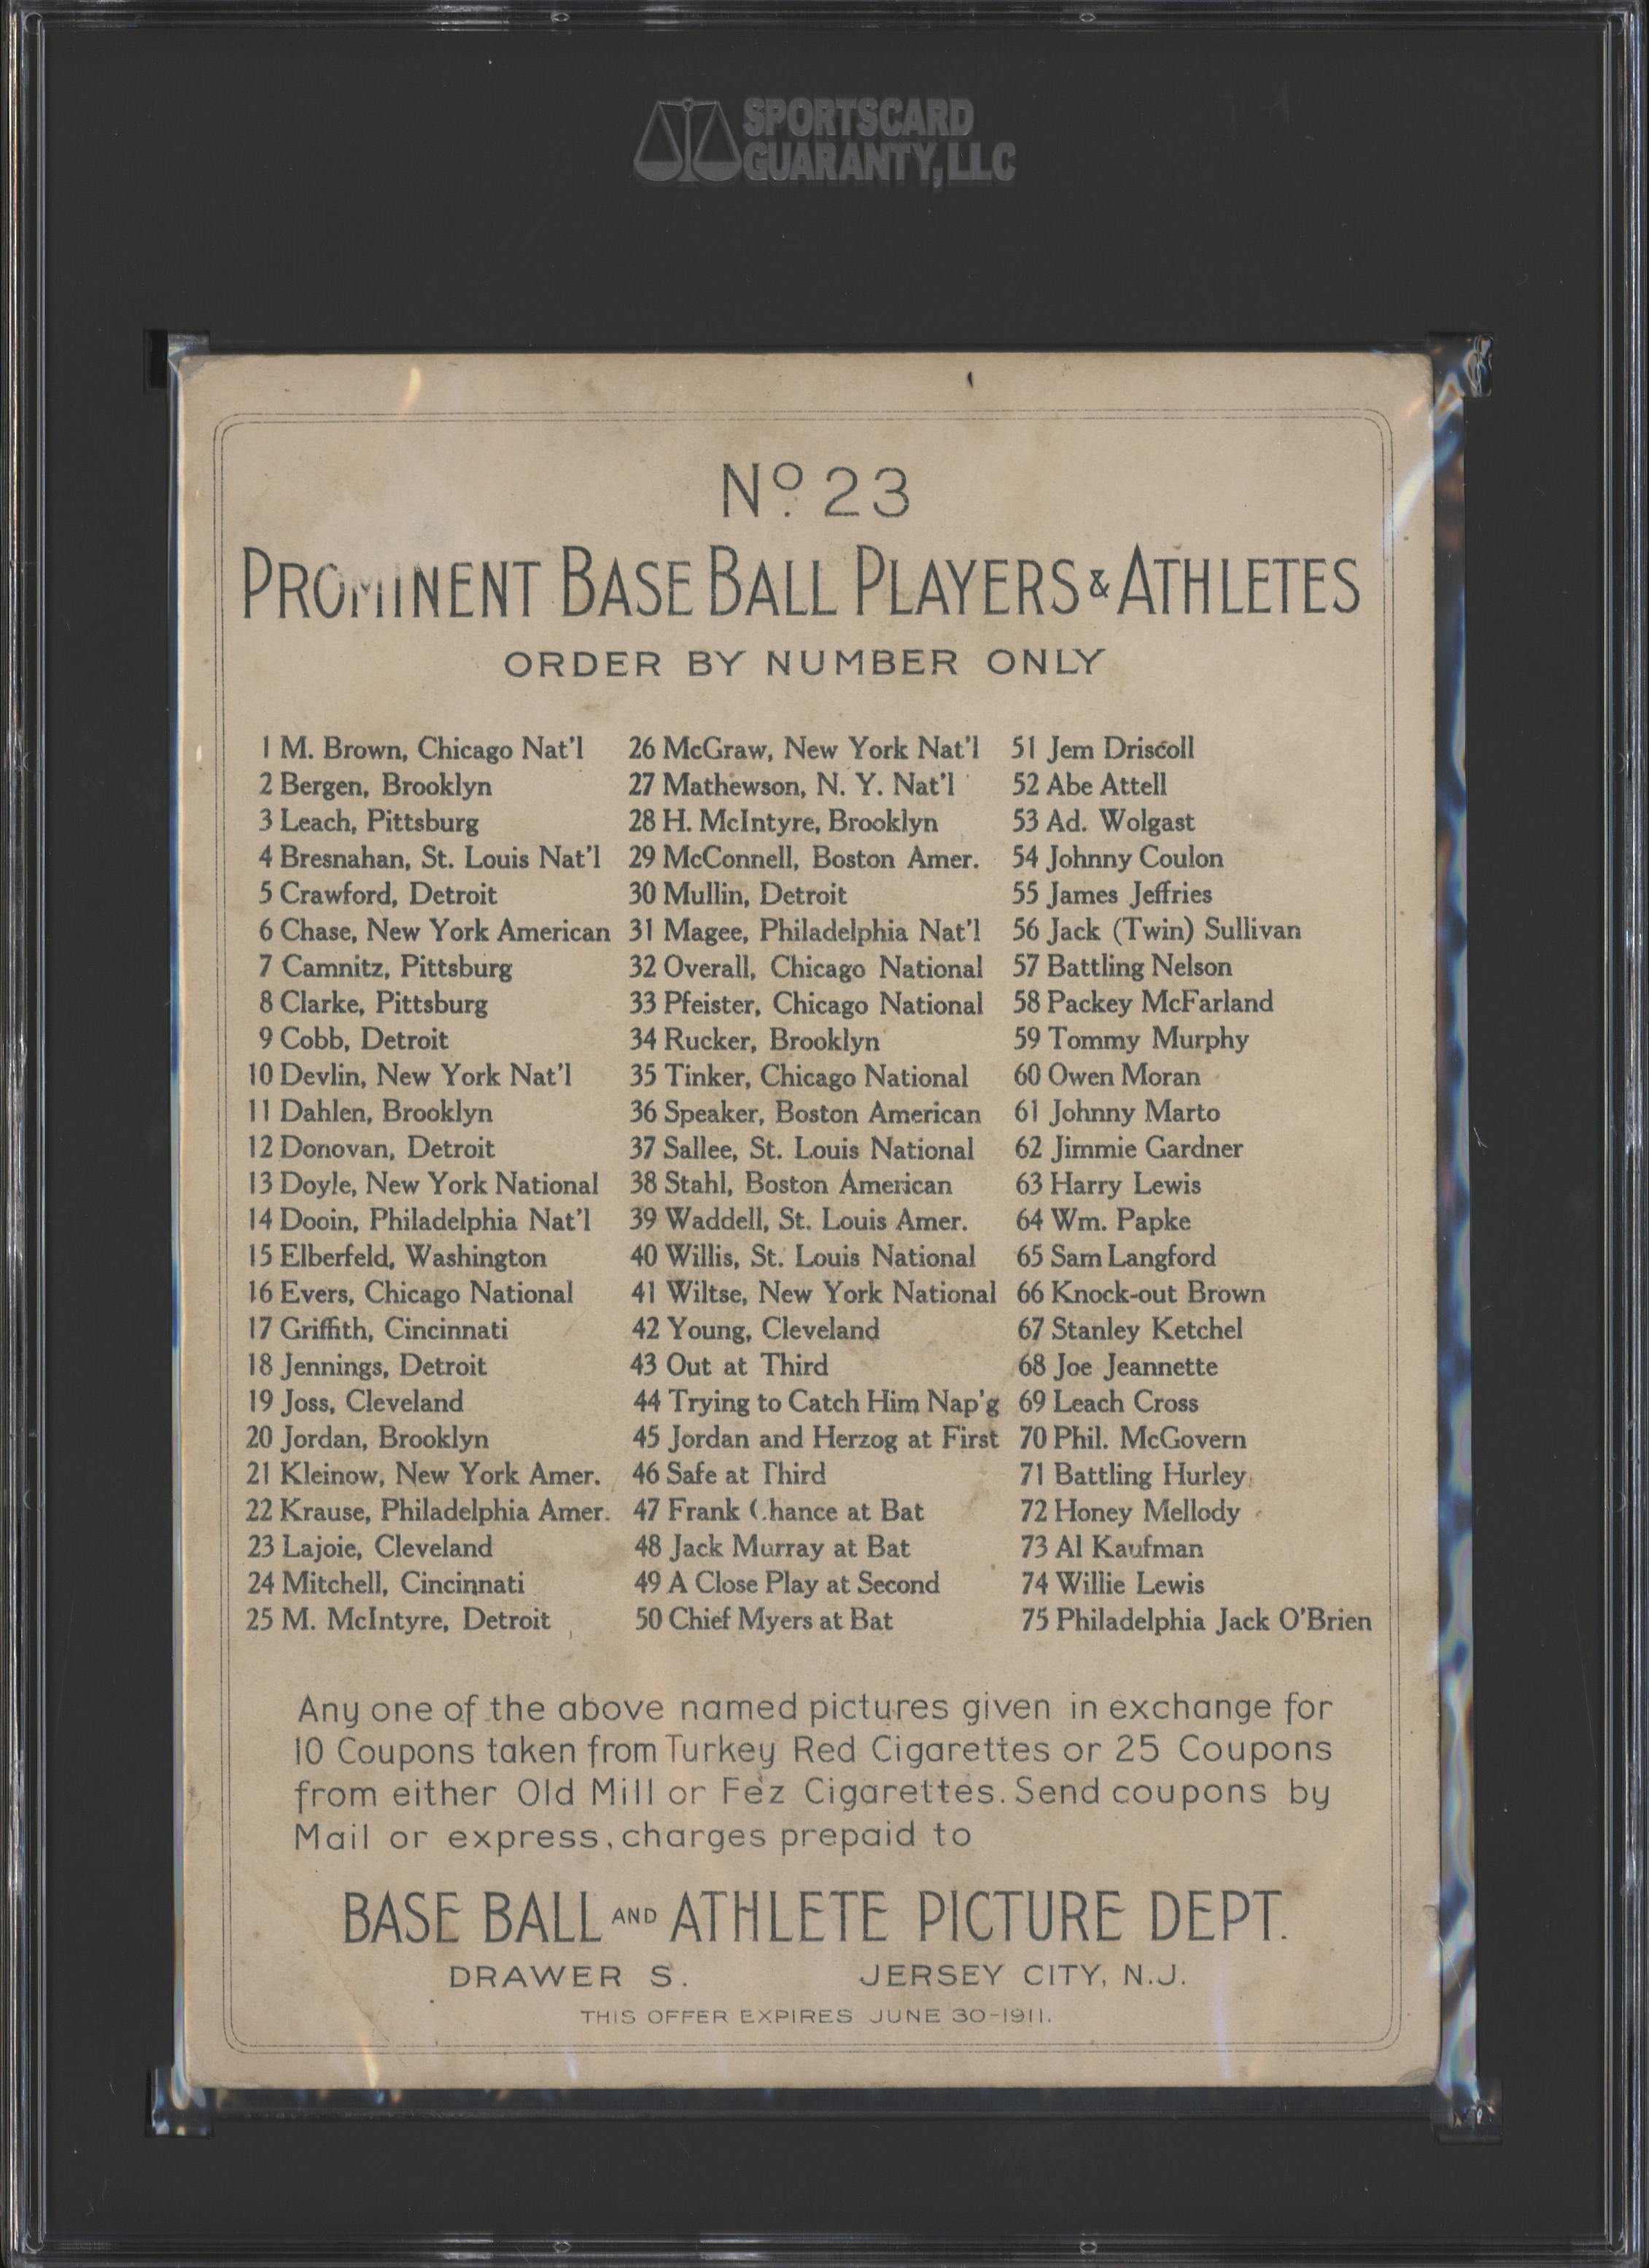 SPORTSCARD
GUARANTY, LLC
Nº. 23
PROMINENT BASE BALL PLAYERS & ATHLETES
ORDER BY NUMBER ONLY
1 M. Brown, Chicago Nat'l
2 Bergen, Brooklyn
3 Leach, Pittsburg
4 Bresnahan, St. Louis Nat'l
5 Crawford, Detroit
6 Chase, New York American
7 Camnitz, Pittsburg
8 Clarke, Pittsburg
9 Cobb, Detroit
10 Devlin, New York Nat'l
11 Dahlen, Brooklyn
12 Donovan, Detroit
13 Doyle, New York National
14 Dooin, Philadelphia Nat'l
15 Elberfeld, Washington
16 Evers, Chicago National
17 Griffith, Cincinnati
18 Jennings, Detroit
19 Joss, Cleveland
20 Jordan, Brooklyn
21 Kleinow, New York Amer.
22 Krause, Philadelphia Amer.
23 Lajoie, Cleveland
24 Mitchell, Cincinnati
25 M. McIntyre, Detroit
26 McGraw, New York Nat'l
27 Mathewson, N. Y. Nat'l
28 H. McIntyre, Brooklyn
29 McConnell, Boston Amer.
30 Mullin, Detroit
31 Magee, Philadelphia Nat'l
32 Overall, Chicago National
33 Pfeister, Chicago National
34 Rucker, Brooklyn
35 Tinker, Chicago National
36 Speaker, Boston American
37 Sallee, St. Louis National
38 Stahl, Boston American
39 Waddell, St. Louis Amer.
40 Willis, St. Louis National
41 Wiltse, New York National
42 Young, Cleveland
43 Out at Third
44 Trying to Catch Him Nap'g
45 Jordan and Herzog at First
46 Safe at Third
47 Frank Chance at Bat
48 Jack Murray at Bat
49 A Close Play at Second
50 Chief Myers at Bat
51 Jem Driscoll
52 Abe Attell
53 Ad. Wolgast
54 Johnny Coulon
55 James Jeffries
56 Jack (Twin) Sullivan
57 Battling Nelson
58 Packey McFarland
59 Tommy Murphy
60 Owen Moran
61 Johnny Marto
62 Jimmie Gardner
63 Harry Lewis
64 Wm. Papke
65 Sam Langford
66 Knock-out Brown
67 Stanley Ketchel
68 Joe Jeannette
69 Leach Cross
70 Phil. McGovern
71 Battling Hurley
72 Honey Mellody
73 Al Kaufman
74 Willie Lewis
75 Philadelphia Jack O'Brien
Any one of the above named pictures given in exchange for
10 Coupons taken from Turkey Red Cigarettes or 25 Coupons
from either Old Mill or Fez Cigarettes. Send coupons by
Mail or express, charges prepaid to
BASE BALL AND ATHLETE PICTURE DEPT.
DRAWER S. JERSEY CITY, N.J.
THIS OFFER EXPIRES JUNE 30-1911.